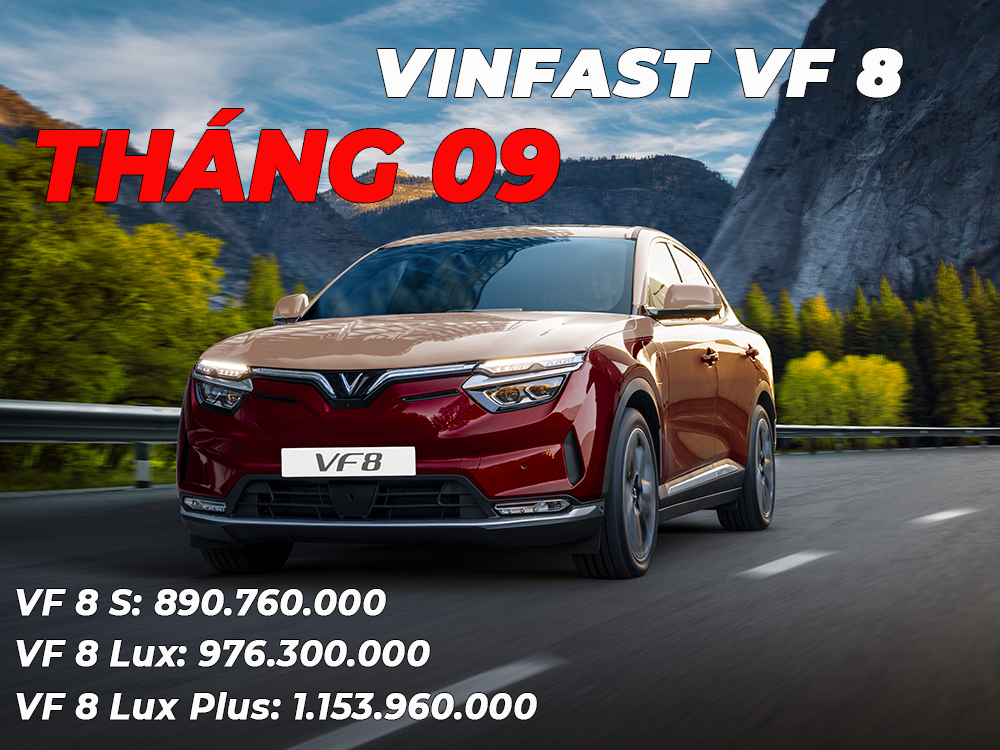 VINFAST VF 8
THÁNG 09
VF8
VF 8 S: 890.760.000
VF 8 Lux: 976.300.000
VF 8 Lux Plus: 1.153.960.000